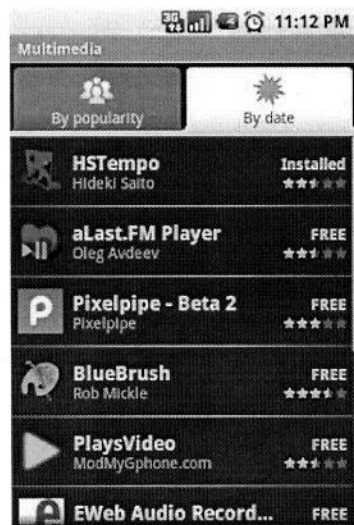 3G 11:12 PM
Multimedia
By popularity By date
HSTempo Installed
Hideki Saito
aLast.FM Player FREE
Oleg Avdeev
P Pixelpipe - Beta 2 FREE
Pixelpipe
BlueBrush FREE
Rob Mickle
PlaysVideo FREE
ModMyGphone.com
e EWeb Audio Record... FREE